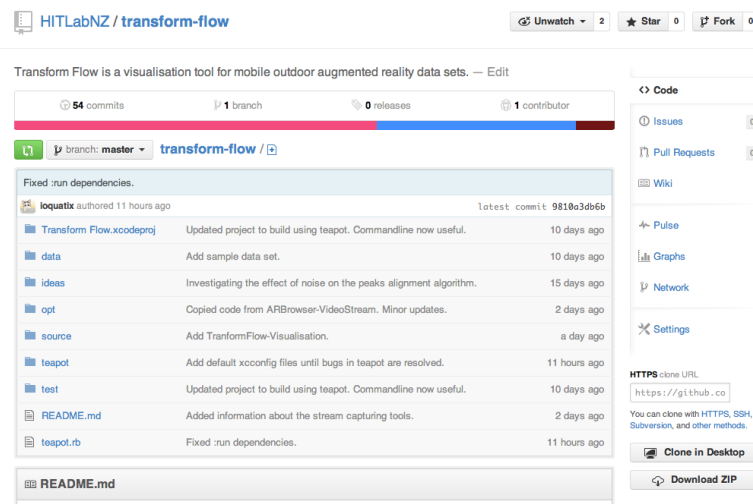 HITLabNZ / transform-flow
Unwatch 2 Star 0 Fork 0
Transform Flow is a visualisation tool for mobile outdoor augmented reality data sets. — Edit
54 commits 1 branch 0 releases 1 contributor
branch: master transform-flow /
Fixed :run dependencies.
ioquatix authored 11 hours ago latest commit 9810a3db6b
Transform Flow.xcodeproj Updated project to build using teapot. Commandline now useful. 10 days ago
data Add sample data set. 10 days ago
ideas Investigating the effect of noise on the peaks alignment algorithm. 15 days ago
opt Copied code from ARBrowser-VideoStream. Minor updates. 2 days ago
source Add TranformFlow-Visualisation. a day ago
teapot Add default xcconfig files until bugs in teapot are resolved. 11 hours ago
test Updated project to build using teapot. Commandline now useful. 10 days ago
README.md Added information about the stream capturing tools. 2 days ago
teapot.rb Fixed :run dependencies. 11 hours ago
README.md
Code
Issues
Pull Requests
Wiki
Pulse
Graphs
Network
Settings
HTTPS clone URL
https://github.co
You can clone with HTTPS, SSH,
Subversion, and other methods.
Clone in Desktop
Download ZIP